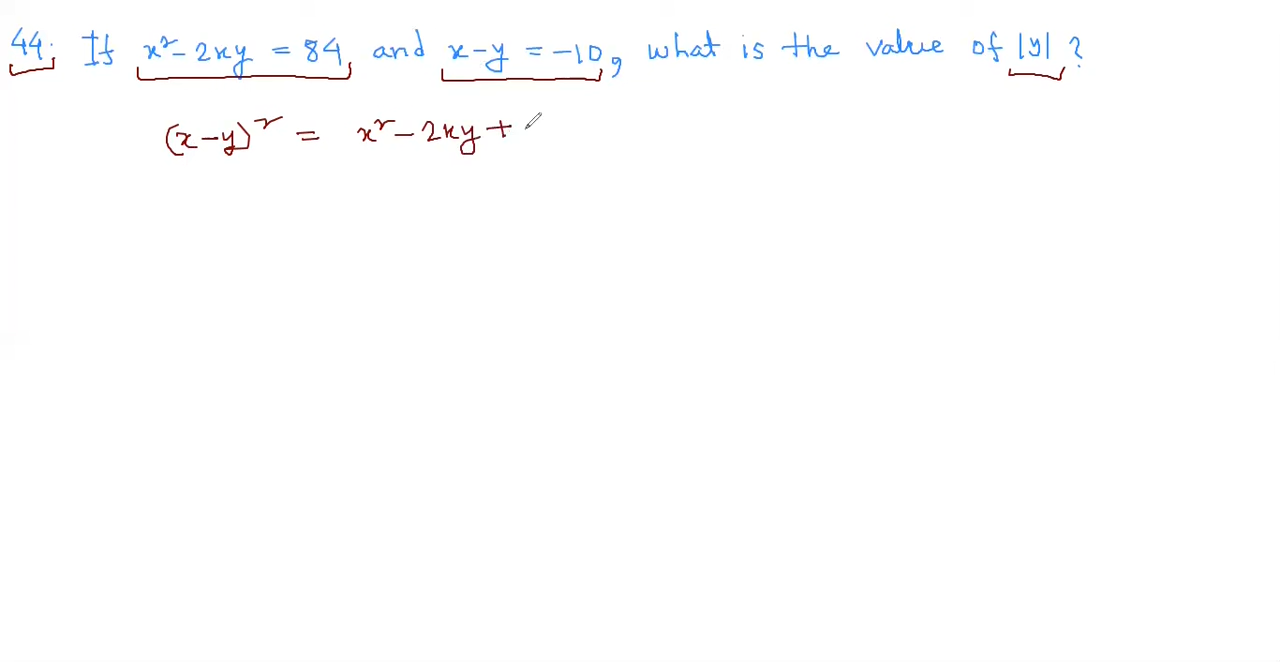 44. If x² - 2xy = 84, and x - y = -10, what is the value of |y| ?
(x - y)² = x² - 2xy +